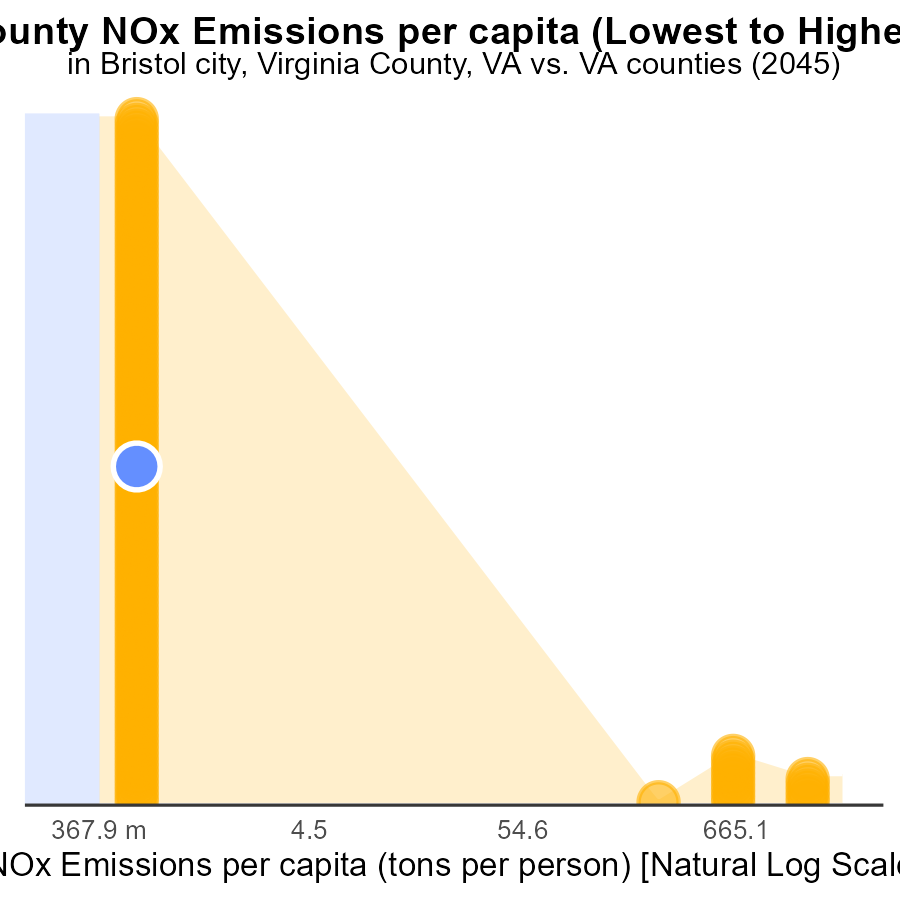 ounty NOx Emissions per capita (Lowest to Highe
in Bristol city, Virginia County, VA vs. VA counties (2045)
367.9 m 4.5 54.6 665.1
NOx Emissions per capita (tons per person) [Natural Log Scale